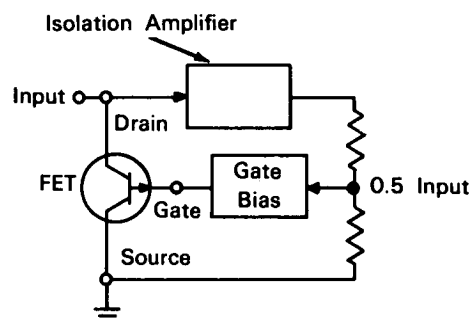 Isolation Amplifier
Input
Drain
FET
Gate
Bias
0.5 Input
Gate
Source